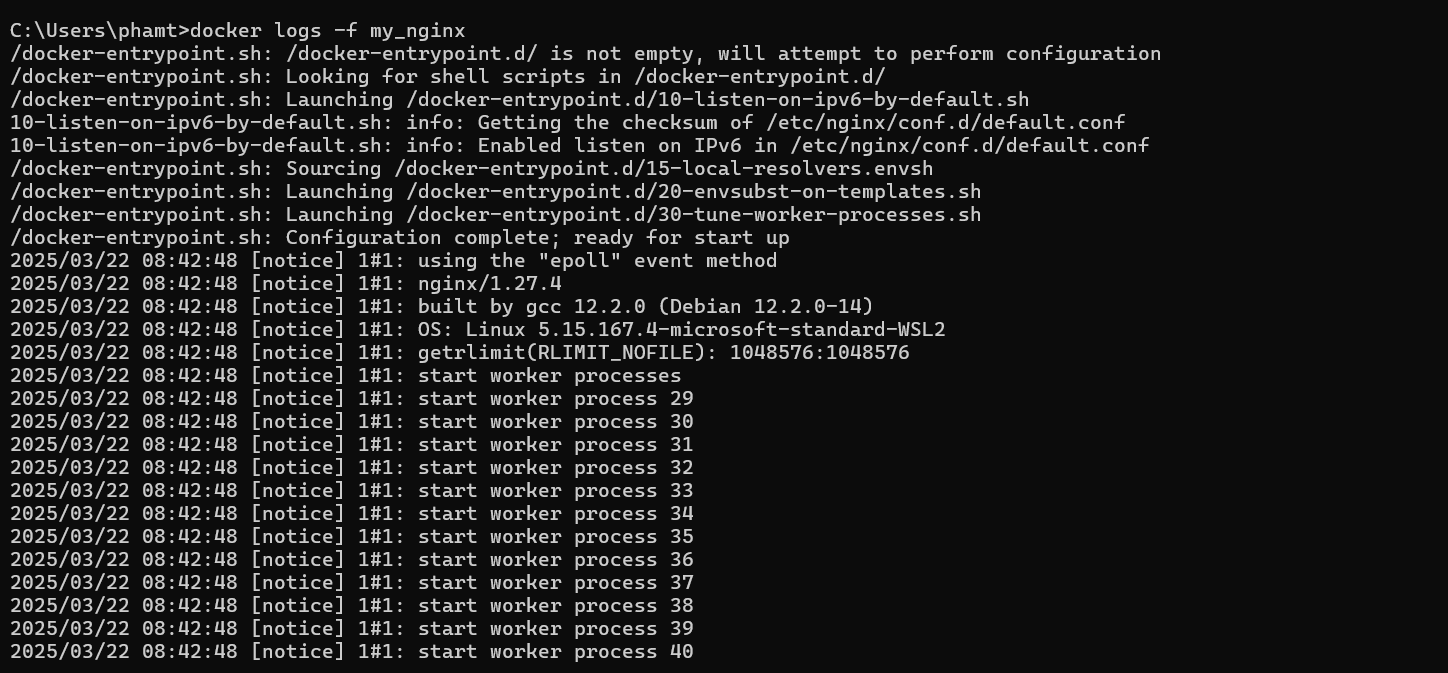 C:\Users\phamt>docker logs -f my_nginx
/docker-entrypoint.sh: /docker-entrypoint.d/ is not empty, will attempt to perform configuration
/docker-entrypoint.sh: Looking for shell scripts in /docker-entrypoint.d/
/docker-entrypoint.sh: Launching /docker-entrypoint.d/10-listen-on-ipv6-by-default.sh
10-listen-on-ipv6-by-default.sh: info: Getting the checksum of /etc/nginx/conf.d/default.conf
10-listen-on-ipv6-by-default.sh: info: Enabled listen on IPv6 in /etc/nginx/conf.d/default.conf
/docker-entrypoint.sh: Sourcing /docker-entrypoint.d/15-local-resolvers.envsh
/docker-entrypoint.sh: Launching /docker-entrypoint.d/20-envsubst-on-templates.sh
/docker-entrypoint.sh: Launching /docker-entrypoint.d/30-tune-worker-processes.sh
/docker-entrypoint.sh: Configuration complete; ready for start up
2025/03/22 08:42:48 [notice] 1#1: using the "epoll" event method
2025/03/22 08:42:48 [notice] 1#1: nginx/1.27.4
2025/03/22 08:42:48 [notice] 1#1: built by gcc 12.2.0 (Debian 12.2.0-14)
2025/03/22 08:42:48 [notice] 1#1: OS: Linux 5.15.167.4-microsoft-standard-WSL2
2025/03/22 08:42:48 [notice] 1#1: getrlimit(RLIMIT_NOFILE): 1048576:1048576
2025/03/22 08:42:48 [notice] 1#1: start worker processes
2025/03/22 08:42:48 [notice] 1#1: start worker process 29
2025/03/22 08:42:48 [notice] 1#1: start worker process 30
2025/03/22 08:42:48 [notice] 1#1: start worker process 31
2025/03/22 08:42:48 [notice] 1#1: start worker process 32
2025/03/22 08:42:48 [notice] 1#1: start worker process 33
2025/03/22 08:42:48 [notice] 1#1: start worker process 34
2025/03/22 08:42:48 [notice] 1#1: start worker process 35
2025/03/22 08:42:48 [notice] 1#1: start worker process 36
2025/03/22 08:42:48 [notice] 1#1: start worker process 37
2025/03/22 08:42:48 [notice] 1#1: start worker process 38
2025/03/22 08:42:48 [notice] 1#1: start worker process 39
2025/03/22 08:42:48 [notice] 1#1: start worker process 40